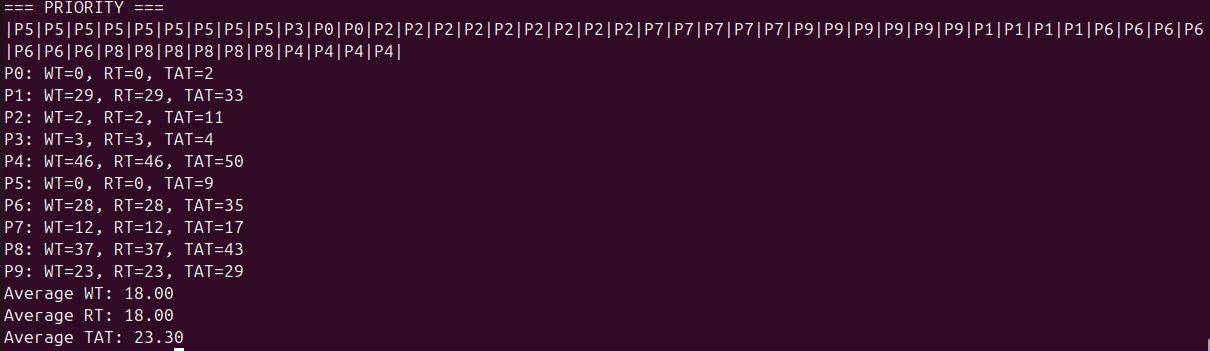 === PRIORITY ===
|P5|P5|P5|P5|P5|P5|P5|P5|P5|P3|P0|P0|P2|P2|P2|P2|P2|P2|P2|P2|P2|P7|P7|P7|P7|P7|P9|P9|P9|P9|P9|P9|P1|P1|P1|P1|P6|P6|P6|P6
|P6|P6|P6|P8|P8|P8|P8|P8|P8|P4|P4|P4|P4|
P0: WT=0, RT=0, TAT=2
P1: WT=29, RT=29, TAT=33
P2: WT=2, RT=2, TAT=11
P3: WT=3, RT=3, TAT=4
P4: WT=46, RT=46, TAT=50
P5: WT=0, RT=0, TAT=9
P6: WT=28, RT=28, TAT=35
P7: WT=12, RT=12, TAT=17
P8: WT=37, RT=37, TAT=43
P9: WT=23, RT=23, TAT=29
Average WT: 18.00
Average RT: 18.00
Average TAT: 23.30